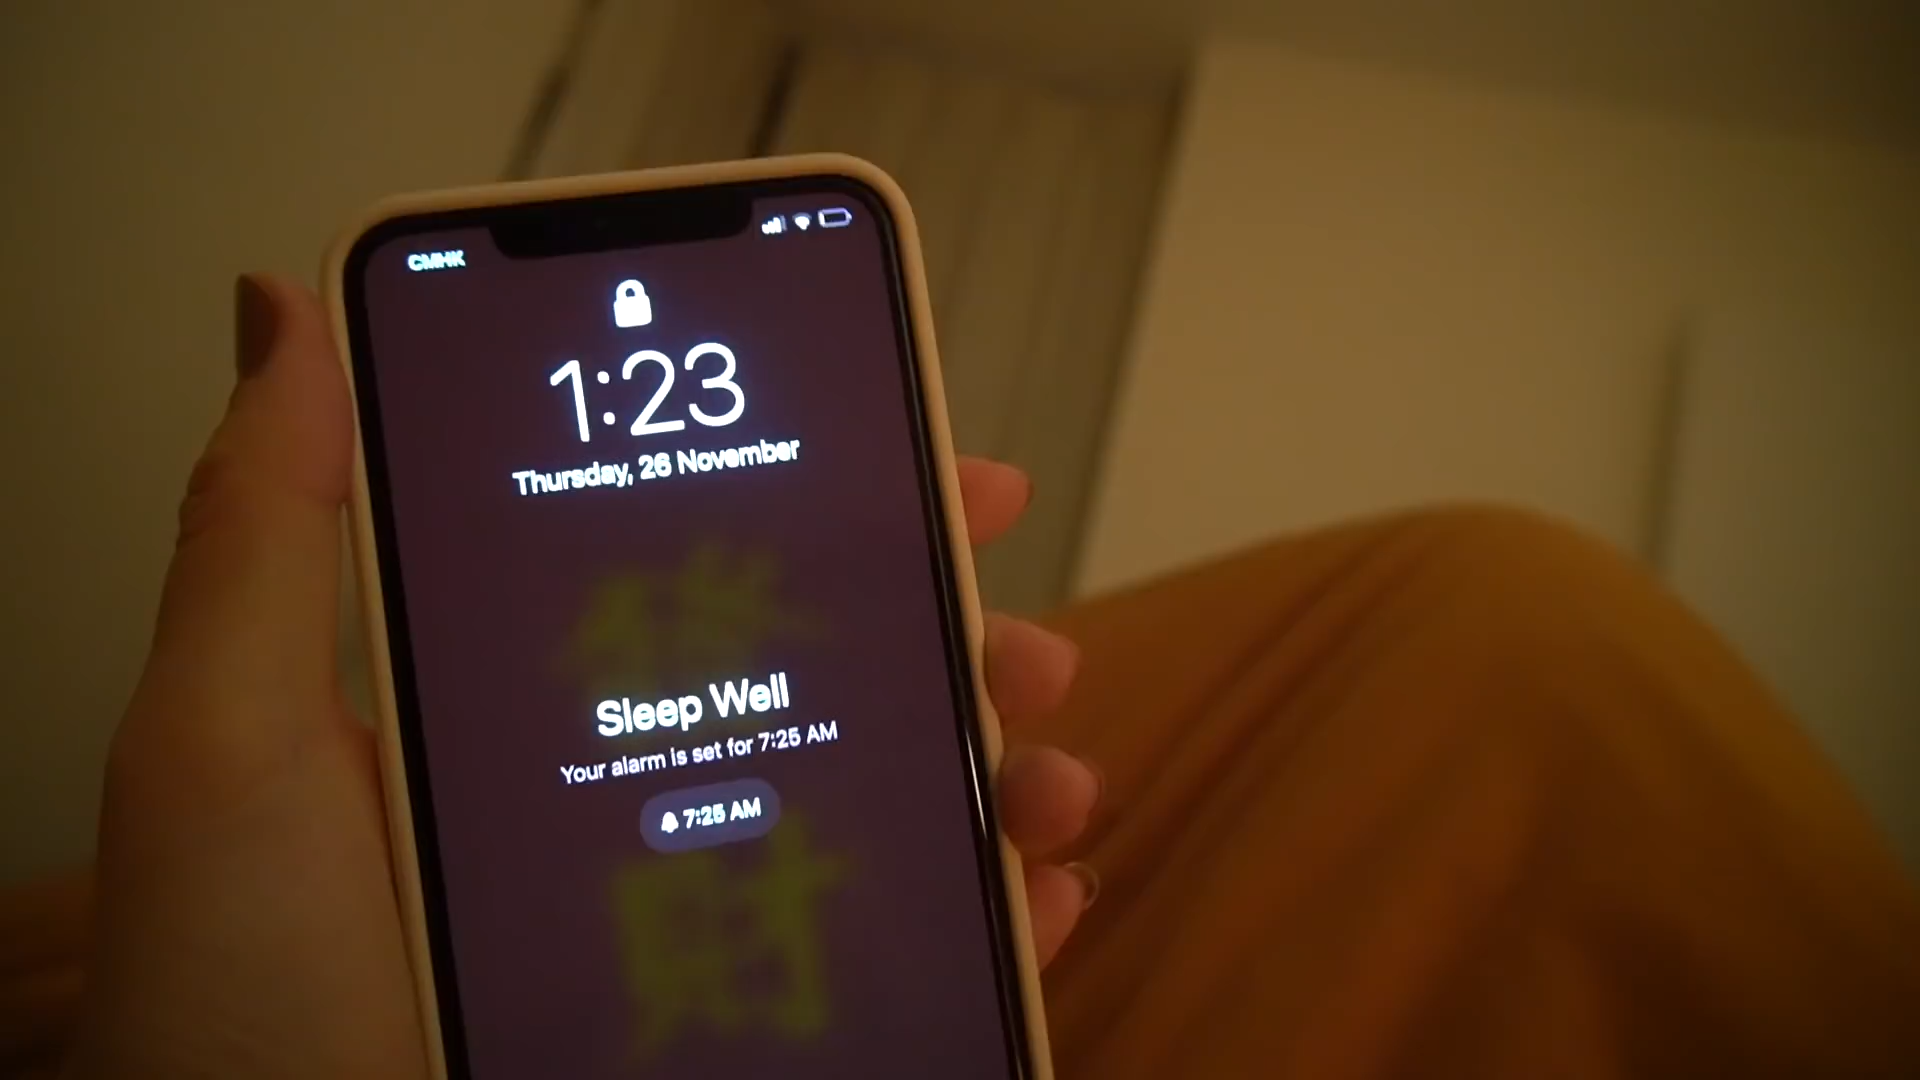 CMHK
1:23
Thursday, 26 November
Sleep Well
Your alarm is set for 7:25 AM
7:25 AM
財